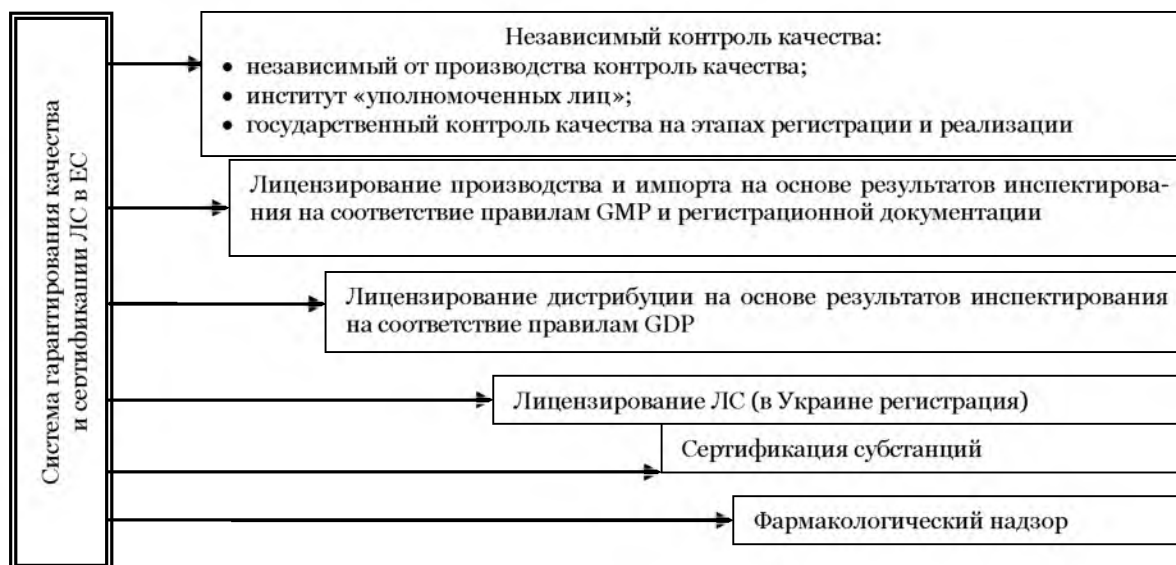 Система гарантирования качества
и сертификации ЛС в ЕС
Независимый контроль качества:
• независимый от производства контроль качества;
• институт «уполномоченных лиц»;
• государственный контроль качества на этапах регистрации и реализации
Лицензирование производства и импорта на основе результатов инспектирова-
ния на соответствие правилам GMP и регистрационной документации
Лицензирование дистрибуции на основе результатов инспектирования
на соответствие правилам GDP
Лицензирование ЛС (в Украине регистрация)
Сертификация субстанций
Фармакологический надзор